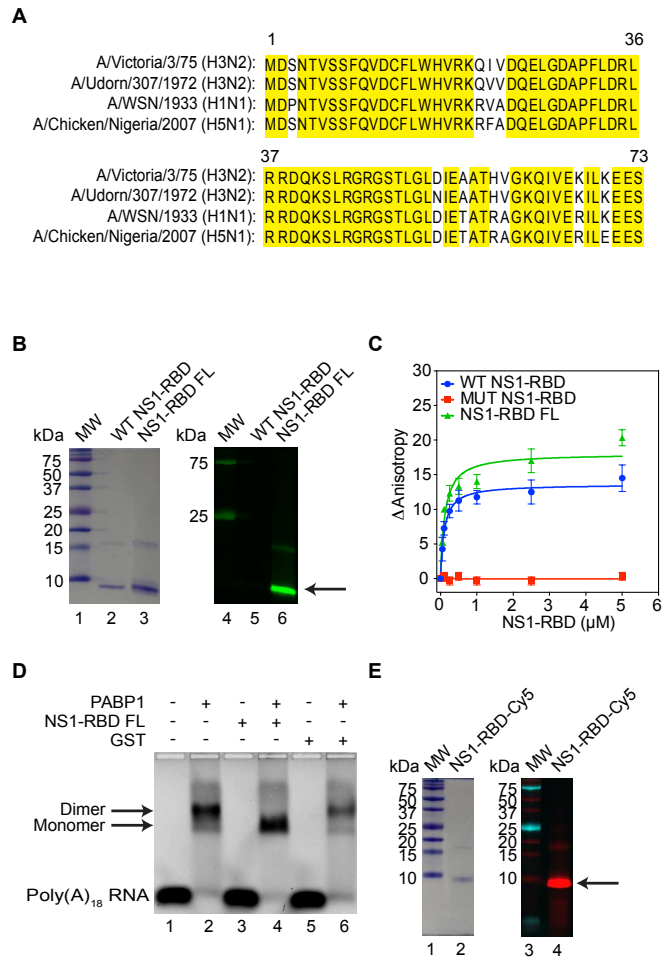 A
1 36
A/Victoria/3/75 (H3N2): MDSNTVSSFQVDCFLWHVRKQIVDQELGDAPFLDRL
A/Udorn/307/1972 (H3N2): MDSNTVSSFQVDCFLWHVRKQVVDQELGDAPFLDRL
A/WSN/1933 (H1N1): MDPNTVSSFQVDCFLWHVRKRVADQELGDAPFLDRL
A/Chicken/Nigeria/2007 (H5N1): MDSNTVSSFQVDCFLWHVRKRFADQELGDAPFLDRL
37 73
A/Victoria/3/75 (H3N2): RRDQKSLRGRGSTLGLDIEAATHVGKQIVEKILKEES
A/Udorn/307/1972 (H3N2): RRDQKSLRGRGSTLGLNIEAATHVGKQIVEKILKEES
A/WSN/1933 (H1N1): RRDQKSLRGRGSTLGLDIETATRAGKQIVERILKEES
A/Chicken/Nigeria/2007 (H5N1): RRDQKSLRGRGSTLGLDIETATRAGKQIVERILEEES
B
kDa MW WT NS1-RBD NS1-RBD FL kDa MW WT NS1-RBD NS1-RBD FL
75
50
37
25
20
15
10
75
25
1 2 3 4 5 6
C
Δ Anisotropy
30
25
20
15
10
5
0
WT NS1-RBD
MUT NS1-RBD
NS1-RBD FL
0 1 2 3 4 5 6
NS1-RBD (µM)
D
PABP1 - + - + - +
NS1-RBD FL - - + + - -
GST - - - - + +
Dimer
Monomer
Poly(A)18 RNA
1 2 3 4 5 6
E
kDa MW NS1-RBD-Cy5 kDa MW NS1-RBD-Cy5
75
50
37
25
20
15
10
75
50
37
25
20
15
10
1 2 3 4